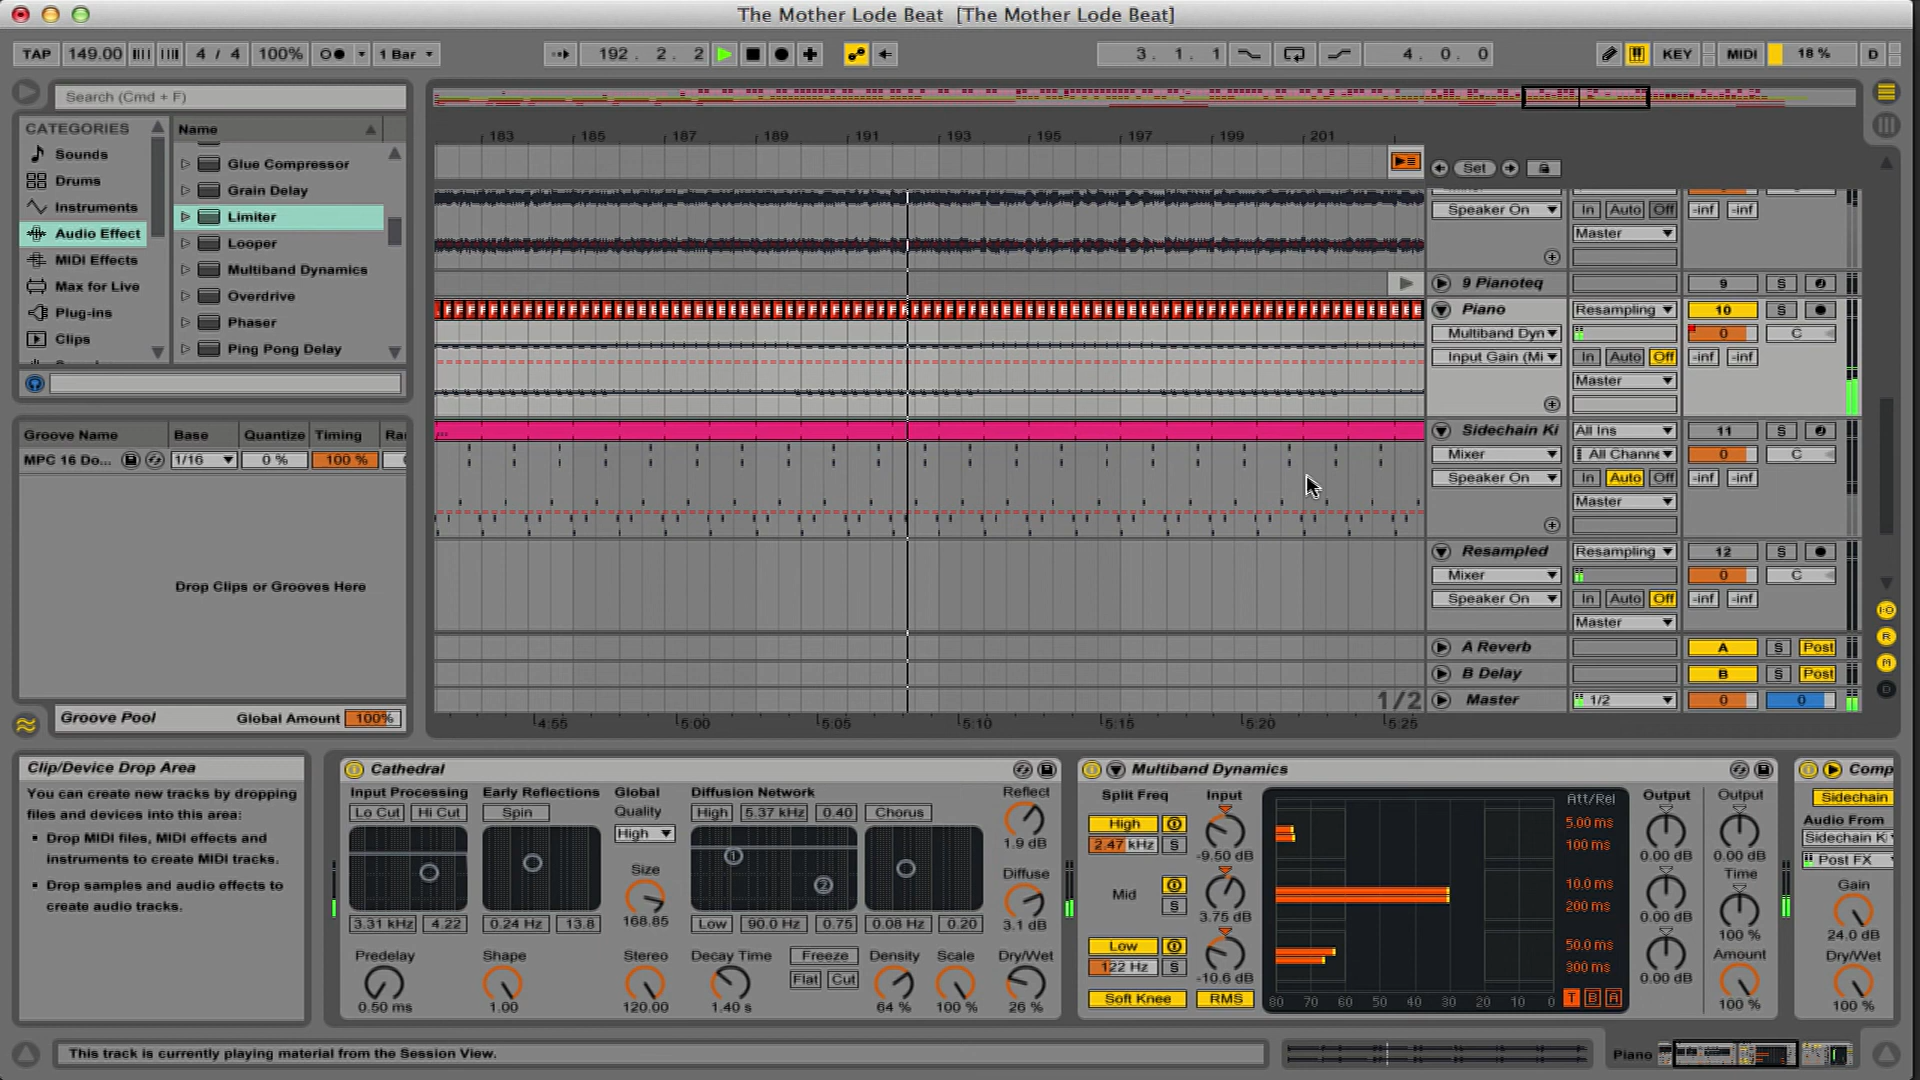 The Mother Lode Beat [The Mother Lode Beat]
TAP 149.00 4 / 4 100% 1 Bar 192. 2. 2 3. 1. 1 4. 0. 0 KEY MIDI 18 % D
Search (Cmd + F)
CATEGORIES
Sounds
Drums
Instruments
Audio Effect
MIDI Effects
Max for Live
Plug-ins
Clips
Name
Glue Compressor
Grain Delay
Limiter
Looper
Multiband Dynamics
Overdrive
Phaser
Ping Pong Delay
183 185 187 189 191 193 195 197 199 201
Set
Speaker On In Auto Off -inf -inf
Master
9 Pianoteq 9 S
Piano Resampling 10 S
Multiband Dyn 0 C
Input Gain (Mi In Auto Off -inf -inf
Master
Sidechain Ki All Ins 11 S
Mixer All Channe 0 C
Speaker On In Auto Off -inf -inf
Master
Resampled Resampling 12 S
Mixer 0 C
Speaker On In Auto Off -inf -inf
Master
A Reverb A S Post
B Delay B S Post
1/2 Master 1/2 0 0
4:55 5:00 5:05 5:10 5:15 5:20 5:25
I·O
R
M
D
Groove Name Base Quantize Timing Ra
MPC 16 Do... 1/16 0 % 100 %
Drop Clips or Grooves Here
Groove Pool Global Amount 100%
Clip/Device Drop Area
You can create new tracks by dropping
files and devices into this area:
Drop MIDI files, MIDI effects and
instruments to create MIDI tracks.
Drop samples and audio effects to
create audio tracks.
Cathedral
Input Processing Early Reflections Global Diffusion Network Reflect
Lo Cut Hi Cut Spin Quality High 5.37 kHz 0.40 Chorus
High 1.9 dB
1 2
Size Diffuse
168.85 3.1 dB
3.31 kHz 4.22 0.24 Hz 13.8 Low 90.0 Hz 0.75 0.08 Hz 0.20
Predelay Shape Stereo Decay Time Freeze Density Scale Dry/Wet
Flat Cut
0.50 ms 1.00 120.00 1.40 s 64 % 100 % 26 %
Multiband Dynamics
Split Freq Input Att/Rel Output Output
High 5.00 ms
2.47 kHz S -9.50 dB 100 ms 0.00 dB 0.00 dB
Mid S 3.75 dB 10.0 ms 200 ms 0.00 dB
Time
100 %
Low 50.0 ms
122 Hz S -10.6 dB 300 ms 0.00 dB
Amount
100 %
Soft Knee RMS 80 70 60 50 40 30 20 10 0 T B A
Comp
Sidechain
Audio From
Sidechain K
Post FX
Gain
24.0 dB
Dry/Wet
100 %
This track is currently playing material from the Session View.
Piano